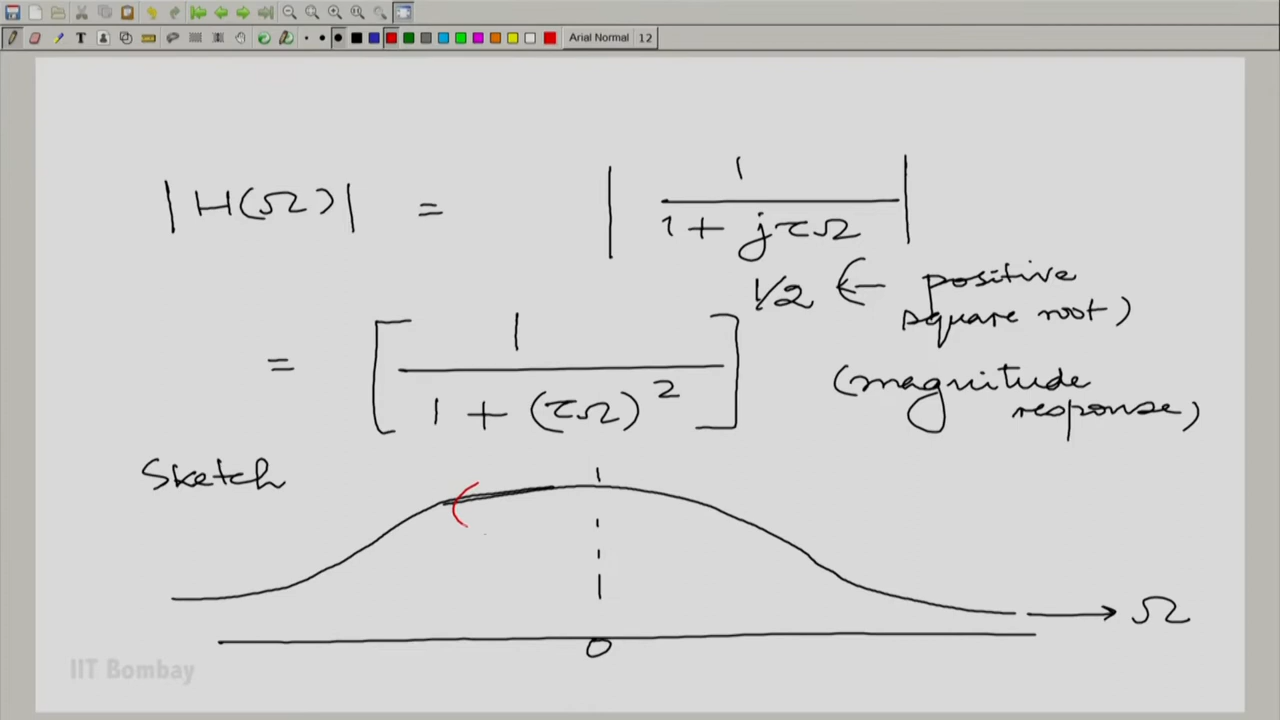 Arial Normal 12
|H(Ω)| = | 1 / 1 + jτΩ |
= [ 1 / 1 + (τΩ)² ] 1/2 (← positive
square root)
(magnitude
response)
Sketch
Ω
0
IIT Bombay